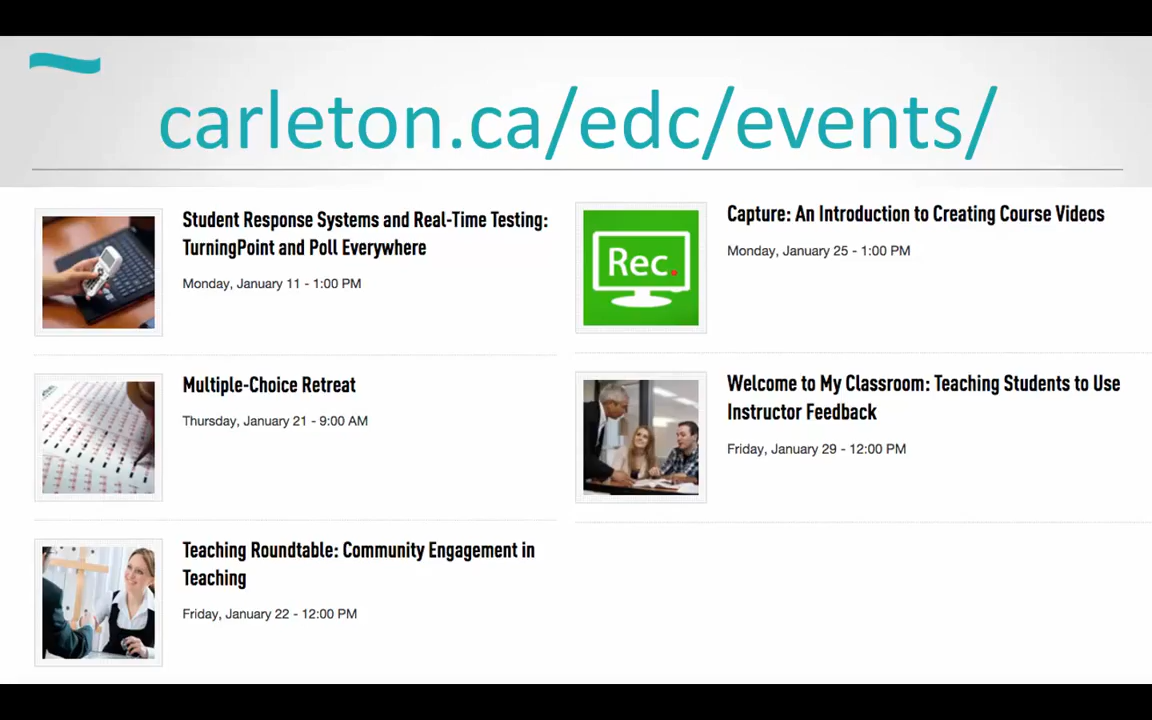 carleton.ca/edc/events/
Student Response Systems and Real-Time Testing:
TurningPoint and Poll Everywhere
Monday, January 11 - 1:00 PM
Multiple-Choice Retreat
Thursday, January 21 - 9:00 AM
Teaching Roundtable: Community Engagement in
Teaching
Friday, January 22 - 12:00 PM
Rec.
Capture: An Introduction to Creating Course Videos
Monday, January 25 - 1:00 PM
Welcome to My Classroom: Teaching Students to Use
Instructor Feedback
Friday, January 29 - 12:00 PM